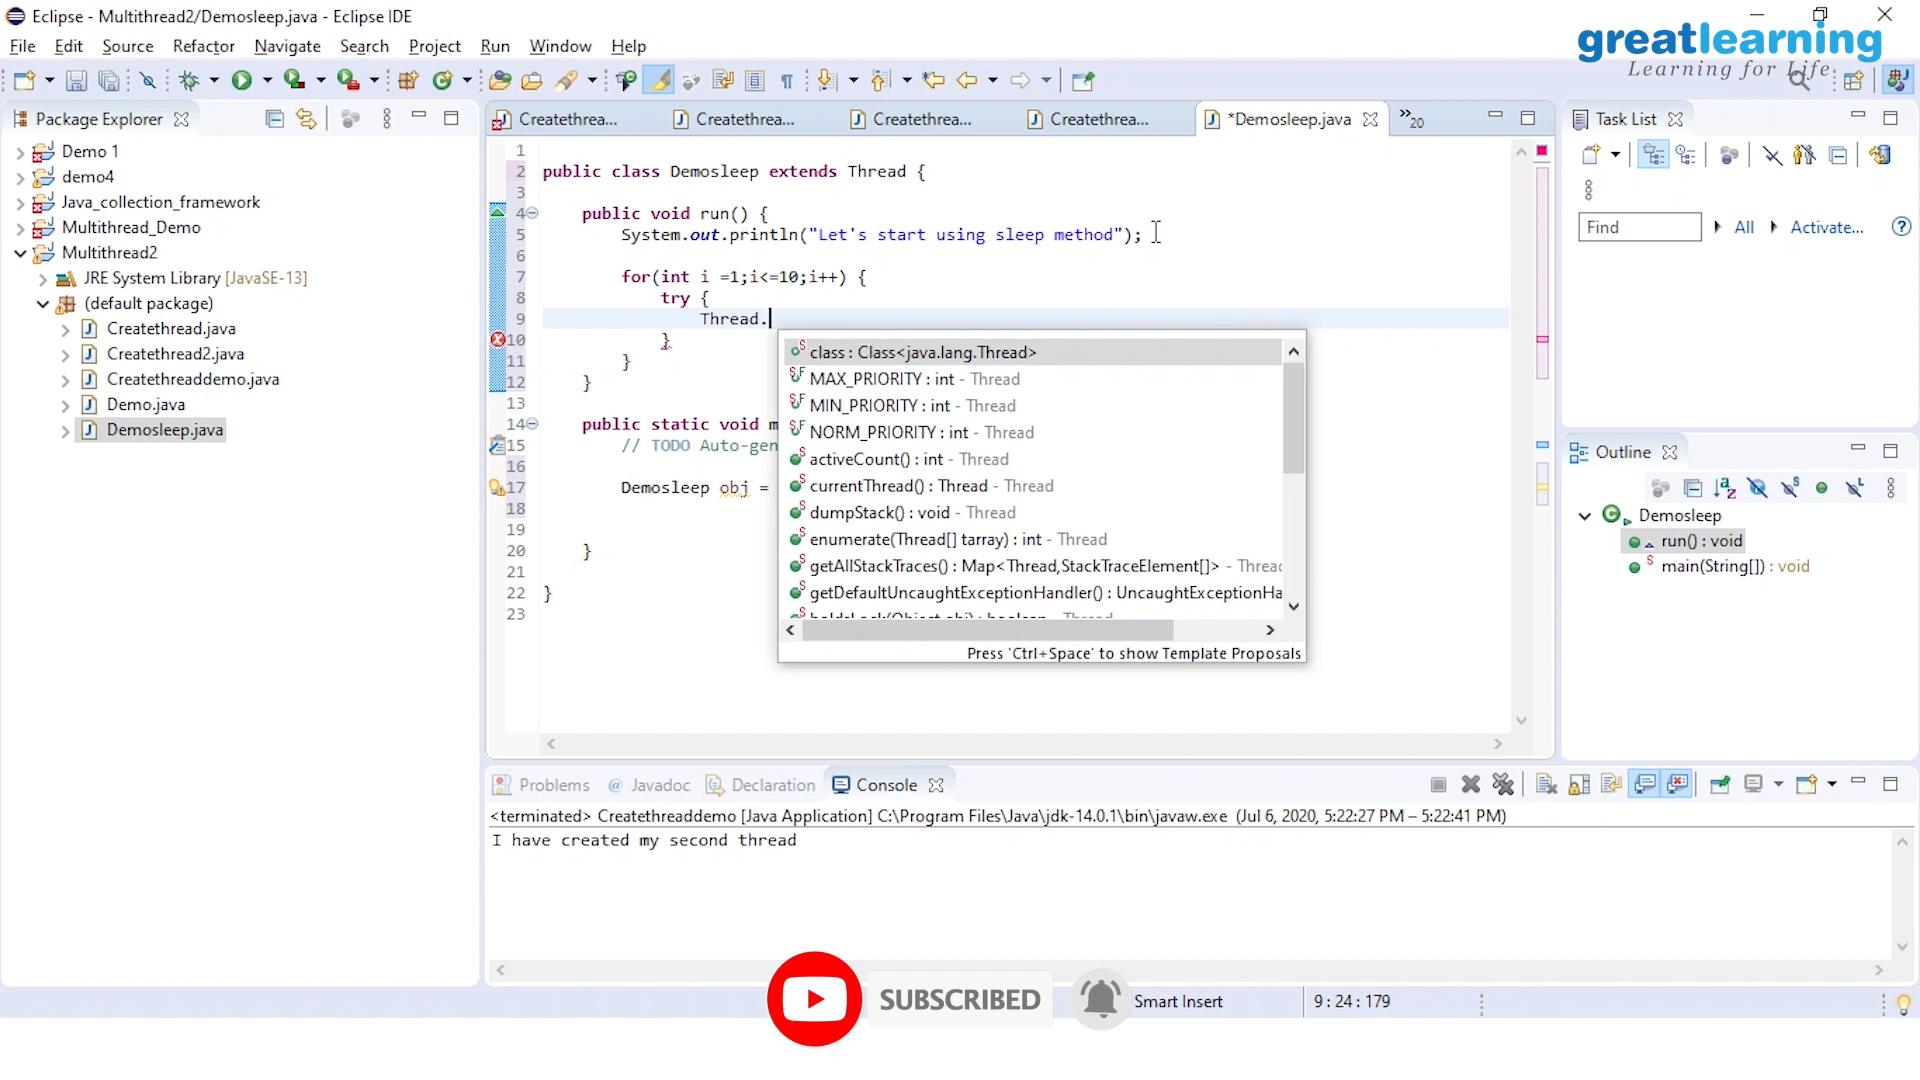 Eclipse - Multithread2/Demosleep.java - Eclipse IDE
File Edit Source Refactor Navigate Search Project Run Window Help
greatlearning
Learning for Life
Package Explorer
Demo 1
demo4
Java_collection_framework
Multithread_Demo
Multithread2
JRE System Library [JavaSE-13]
(default package)
Createthread.java
Createthread2.java
Createthreaddemo.java
Demo.java
Demosleep.java
Createthrea... Createthrea... Createthrea... Createthrea... *Demosleep.java »20
1
2 public class Demosleep extends Thread {
3
4 public void run() {
5 System.out.println("Let's start using sleep method");
6
7 for(int i =1;i<=10;i++) {
8 try {
9 Thread.
10 }
11 }
12 }
13
14 public static void m
15 // TODO Auto-gen
16
17 Demosleep obj =
18
19
20 }
21
22 }
23
class : Class<java.lang.Thread>
MAX_PRIORITY : int - Thread
MIN_PRIORITY : int - Thread
NORM_PRIORITY : int - Thread
activeCount() : int - Thread
currentThread() : Thread - Thread
dumpStack() : void - Thread
enumerate(Thread[] tarray) : int - Thread
getAllStackTraces() : Map<Thread,StackTraceElement[]> - Threac
getDefaultUncaughtExceptionHandler() : UncaughtExceptionHa
holdsLock(Object obj) : boolean - Thread
Press 'Ctrl+Space' to show Template Proposals
Task List
Find All Activate...
Outline
Demosleep
run() : void
main(String[]) : void
Problems Javadoc Declaration Console
<terminated> Createthreaddemo [Java Application] C:\Program Files\Java\jdk-14.0.1\bin\javaw.exe (Jul 6, 2020, 5:22:27 PM – 5:22:41 PM)
I have created my second thread
SUBSCRIBED
Smart Insert 9 : 24 : 179